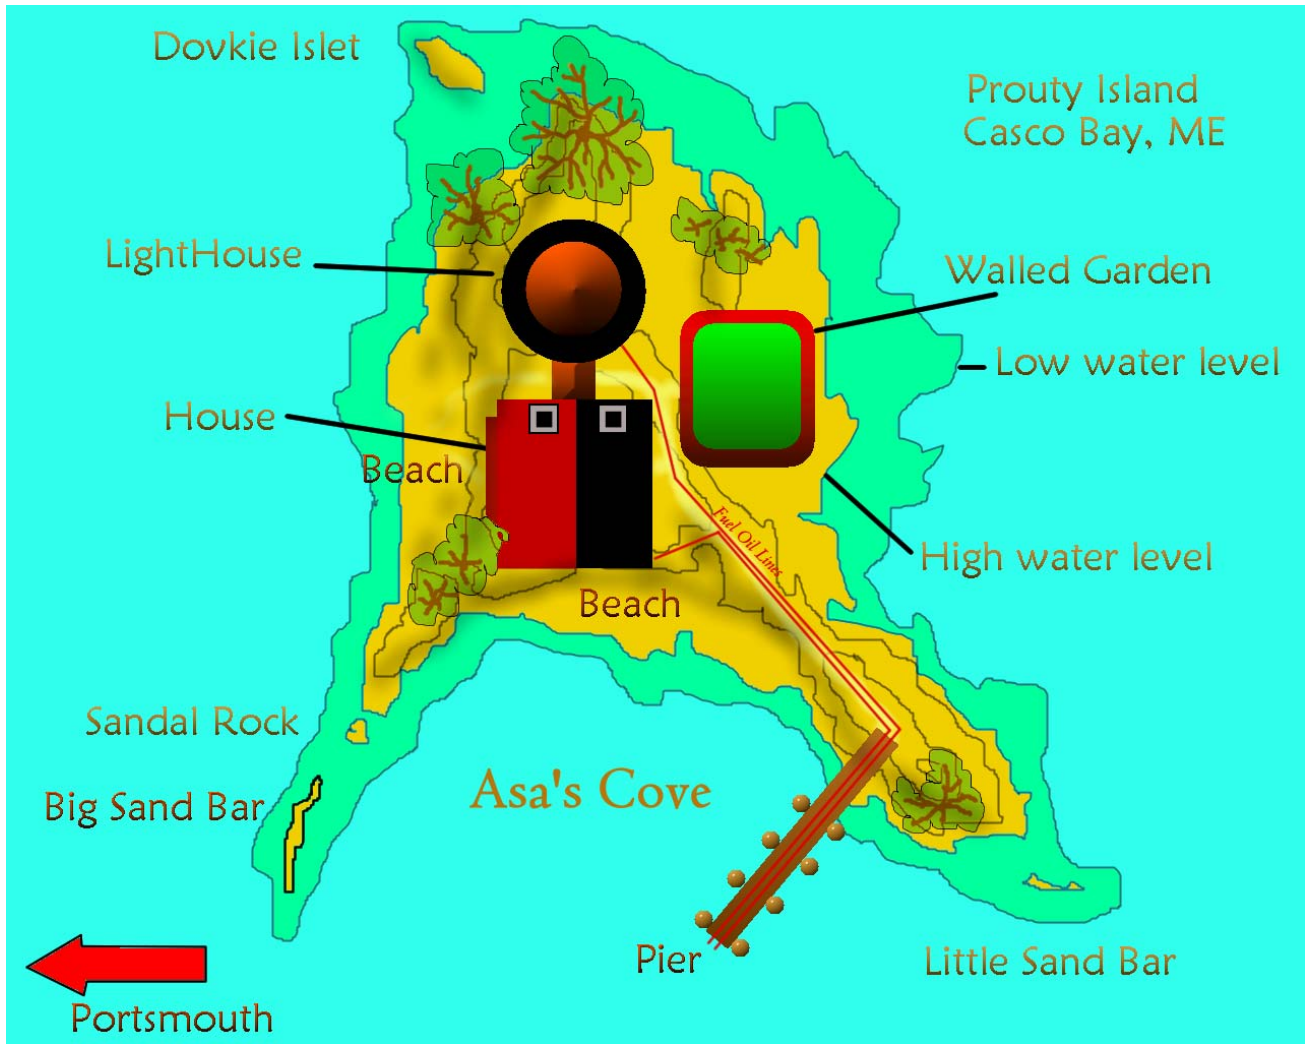 Dovkie Islet
Prouty Island
Casco Bay, ME
LightHouse
Walled Garden
Low water level
House
Beach
Fuel Oil Lines
High water level
Beach
Sandal Rock
Asa's Cove
Big Sand Bar
Pier
Little Sand Bar
Portsmouth